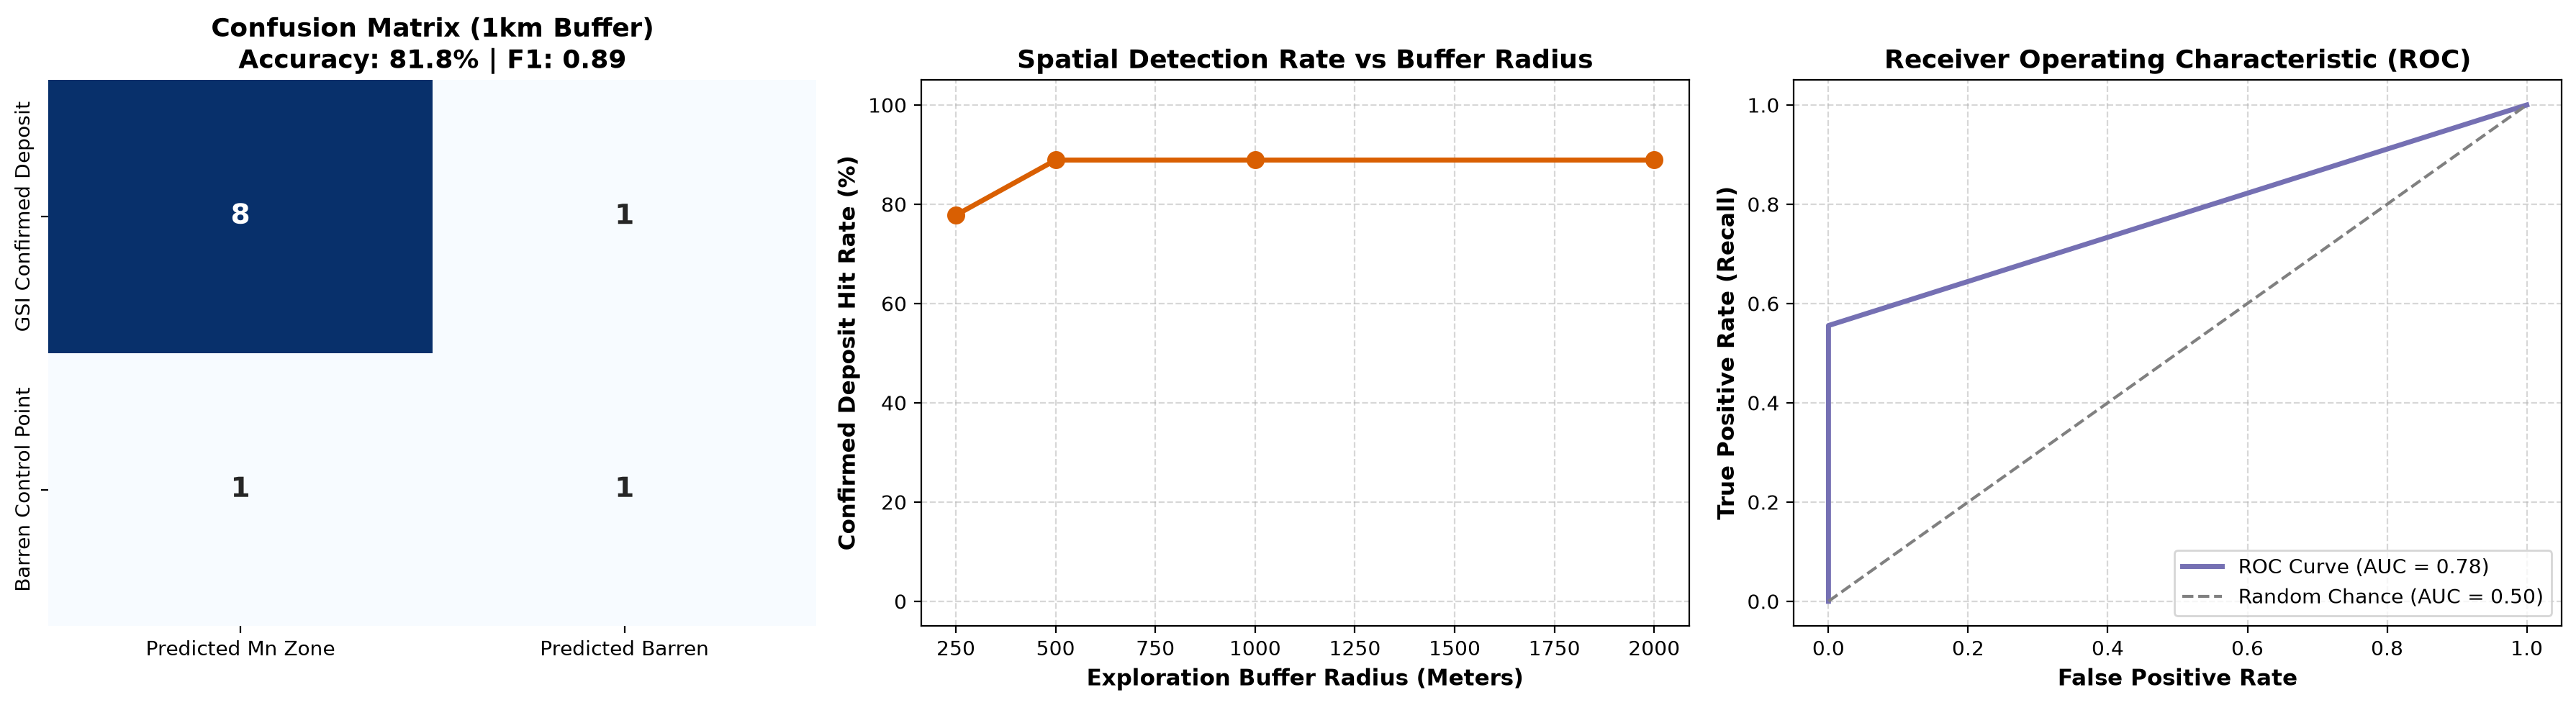 Confusion Matrix (1km Buffer)
Accuracy: 81.8% | F1: 0.89
GSI Confirmed Deposit
Barren Control Point
8
1
1
1
Predicted Mn Zone
Predicted Barren
Spatial Detection Rate vs Buffer Radius
Confirmed Deposit Hit Rate (%)
100
80
60
40
20
0
250
500
750
1000
1250
1500
1750
2000
Exploration Buffer Radius (Meters)
Receiver Operating Characteristic (ROC)
True Positive Rate (Recall)
1.0
0.8
0.6
0.4
0.2
0.0
ROC Curve (AUC = 0.78)
Random Chance (AUC = 0.50)
0.0
0.2
0.4
0.6
0.8
1.0
False Positive Rate